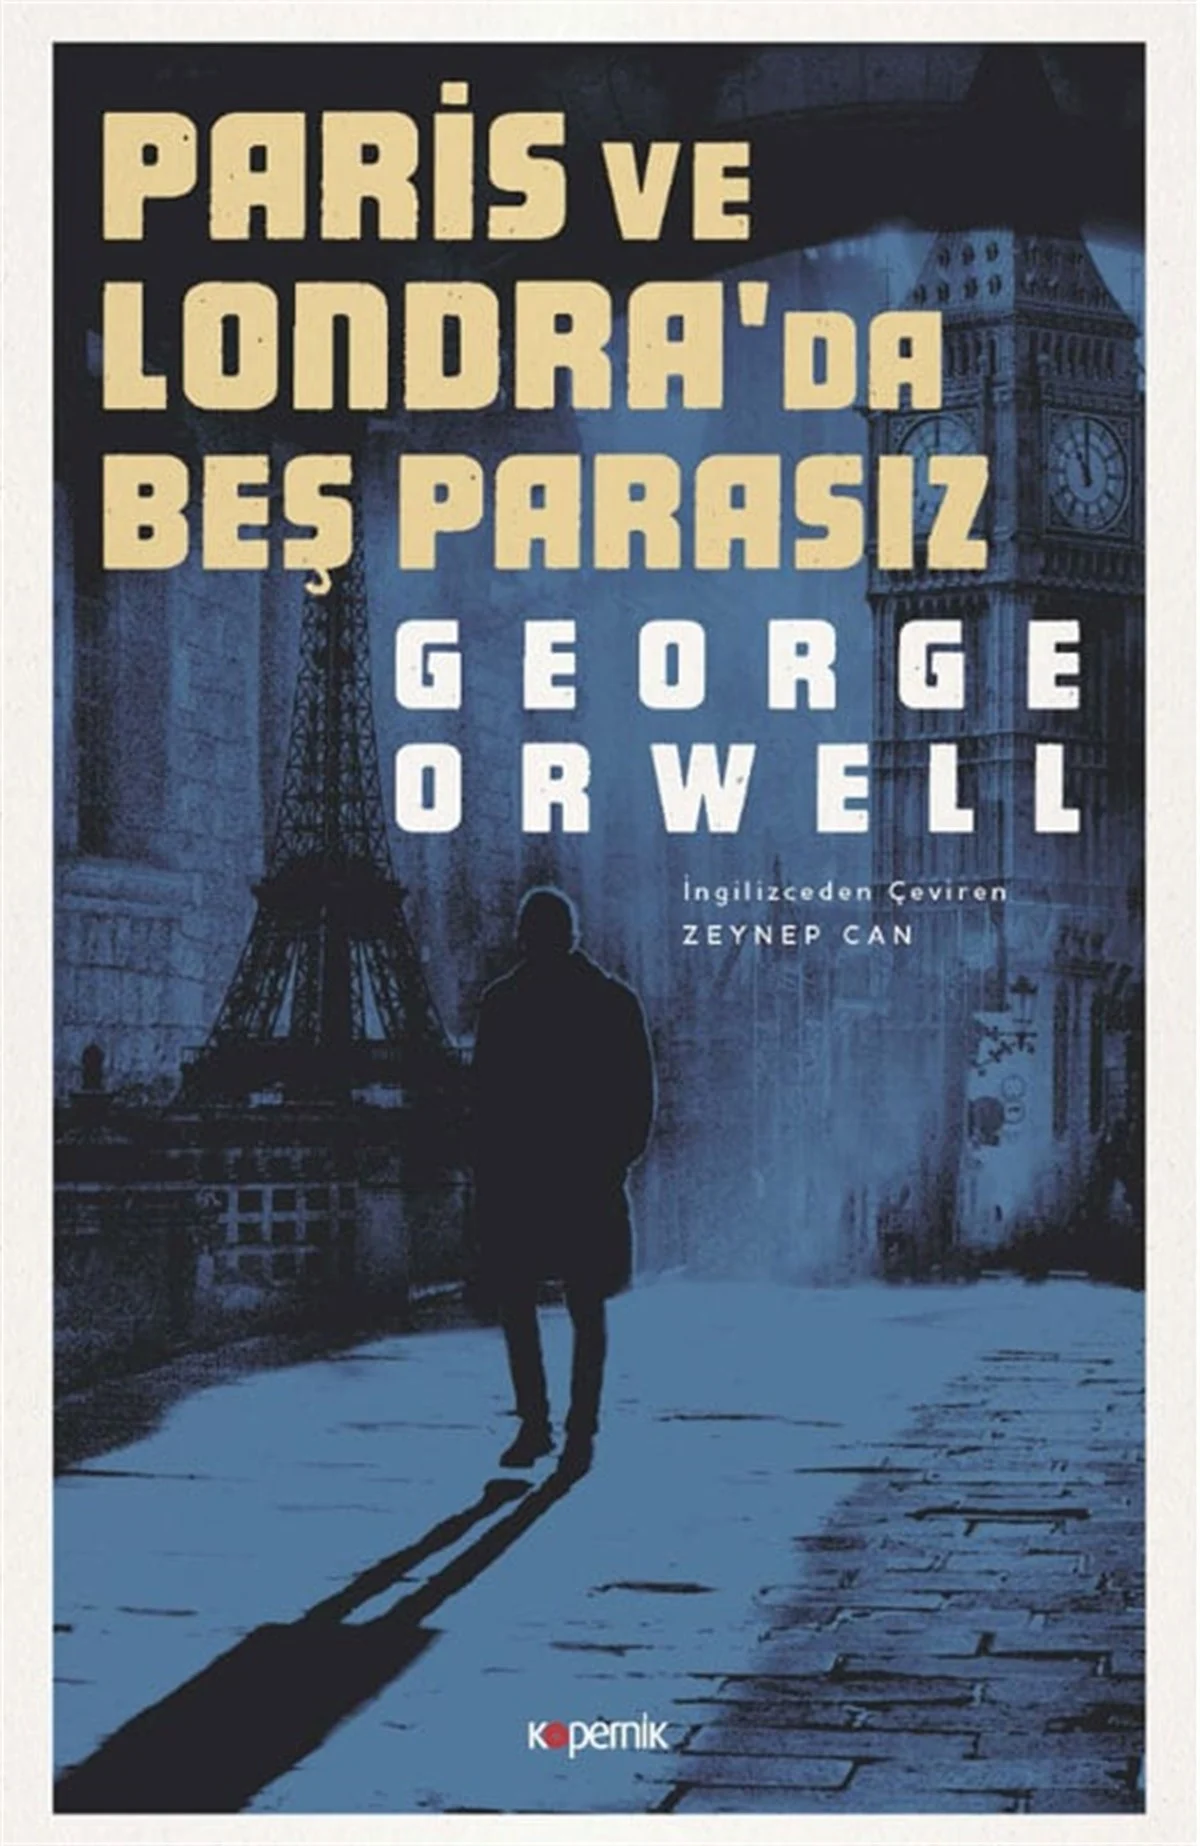 PARİS VE
LONDRA'DA
BEŞ PARASIZ
GEORGE
ORWELL
İngilizceden Çeviren
ZEYNEP CAN
kopernik